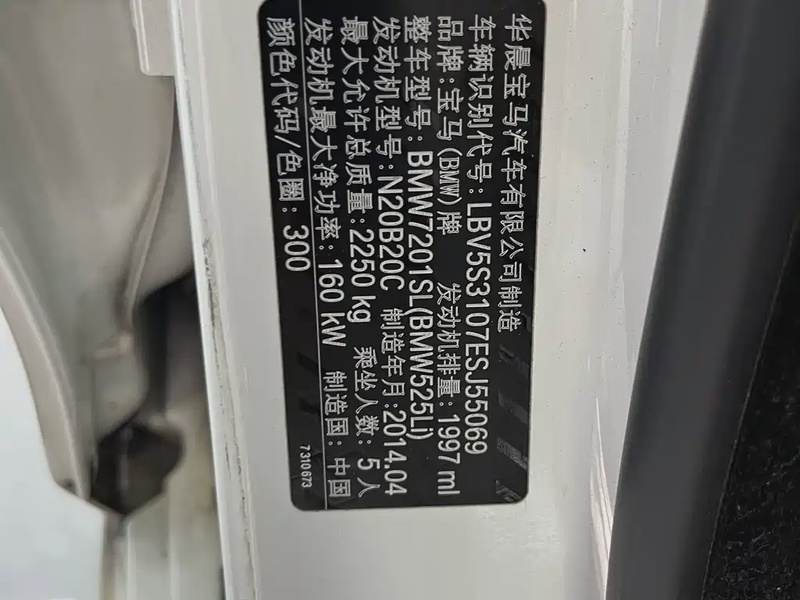 华晨宝马汽车有限公司制造
车辆识别代号:LBV5S3107ESJ55069
品牌:宝马(BMW)牌 发动机排量:1997 ml
整车型号:BMW7201SL(BMW525Li)
发动机型号:N20B20C 制造年月:2014.04
最大允许总质量:2250 kg 乘坐人数:5人
发动机最大净功率:160 kW 制造国:中国
颜色代码/色圈:300
7310673